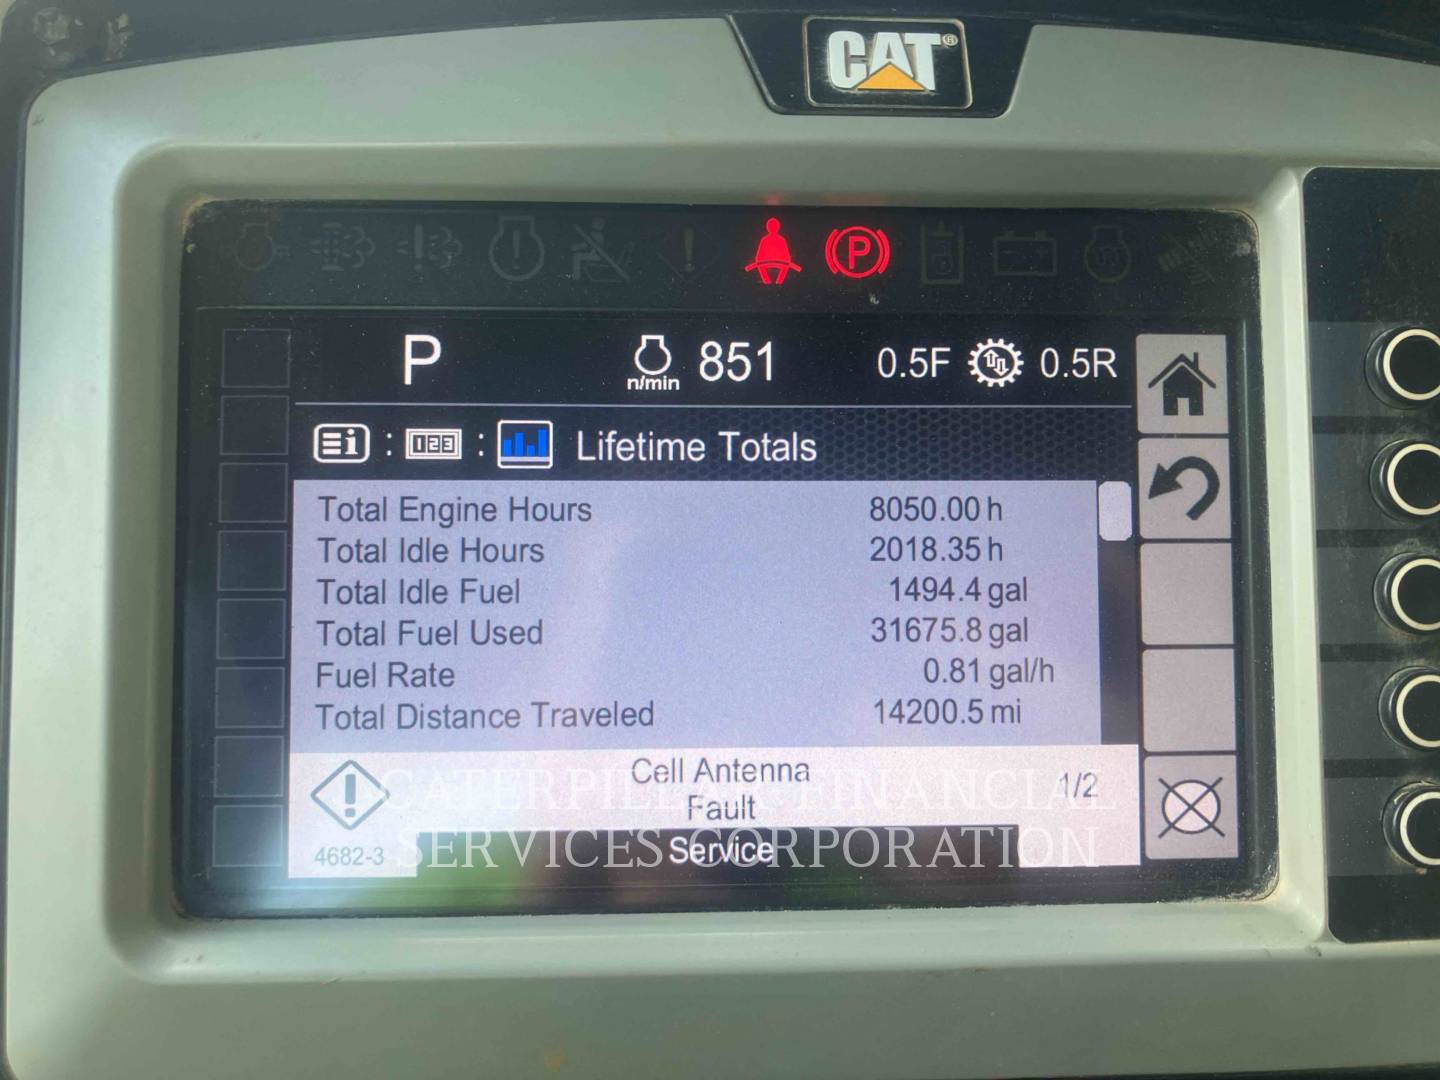 CAT®
P
P n/min 851 0.5F 0.5R
i : 123 : Lifetime Totals
Total Engine Hours 8050.00 h
Total Idle Hours 2018.35 h
Total Idle Fuel 1494.4 gal
Total Fuel Used 31675.8 gal
Fuel Rate 0.81 gal/h
Total Distance Traveled 14200.5 mi
Cell Antenna 1/2
Fault
4682-3 Service
CATERPILLAR FINANCIAL
SERVICES CORPORATION